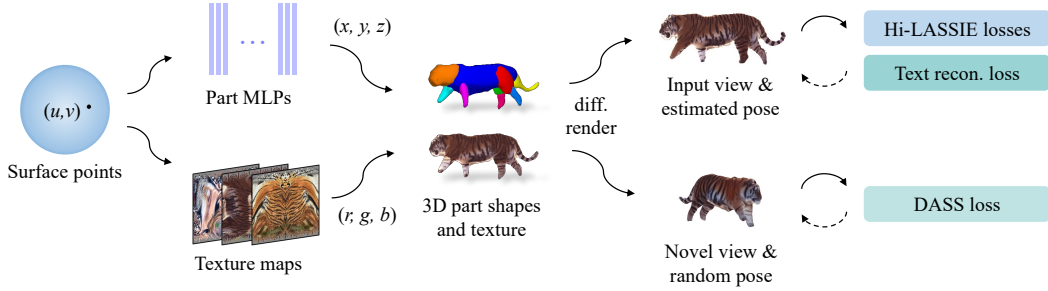 (u,v)
Surface points
Part MLPs
Texture maps
(x, y, z)
(r, g, b)
3D part shapes
and texture
diff.
render
Input view &
estimated pose
Novel view &
random pose
Hi-LASSIE losses
Text recon. loss
DASS loss